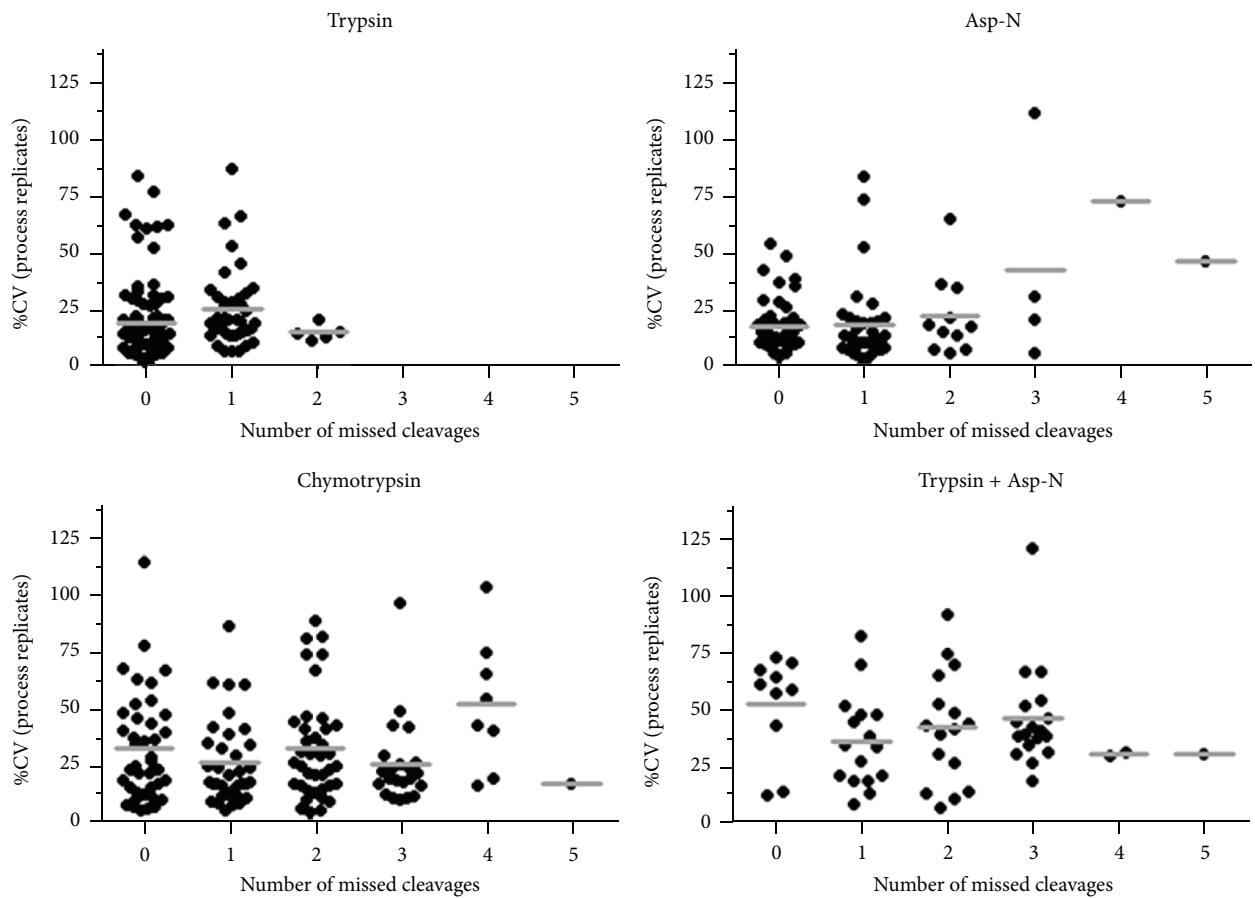 Trypsin
%CV (process replicates)
125
100
75
50
25
0
0 1 2 3 4 5
Number of missed cleavages
Asp-N
%CV (process replicates)
125
100
75
50
25
0
0 1 2 3 4 5
Number of missed cleavages
Chymotrypsin
%CV (process replicates)
125
100
75
50
25
0
0 1 2 3 4 5
Number of missed cleavages
Trypsin + Asp-N
%CV (process replicates)
125
100
75
50
25
0
0 1 2 3 4 5
Number of missed cleavages